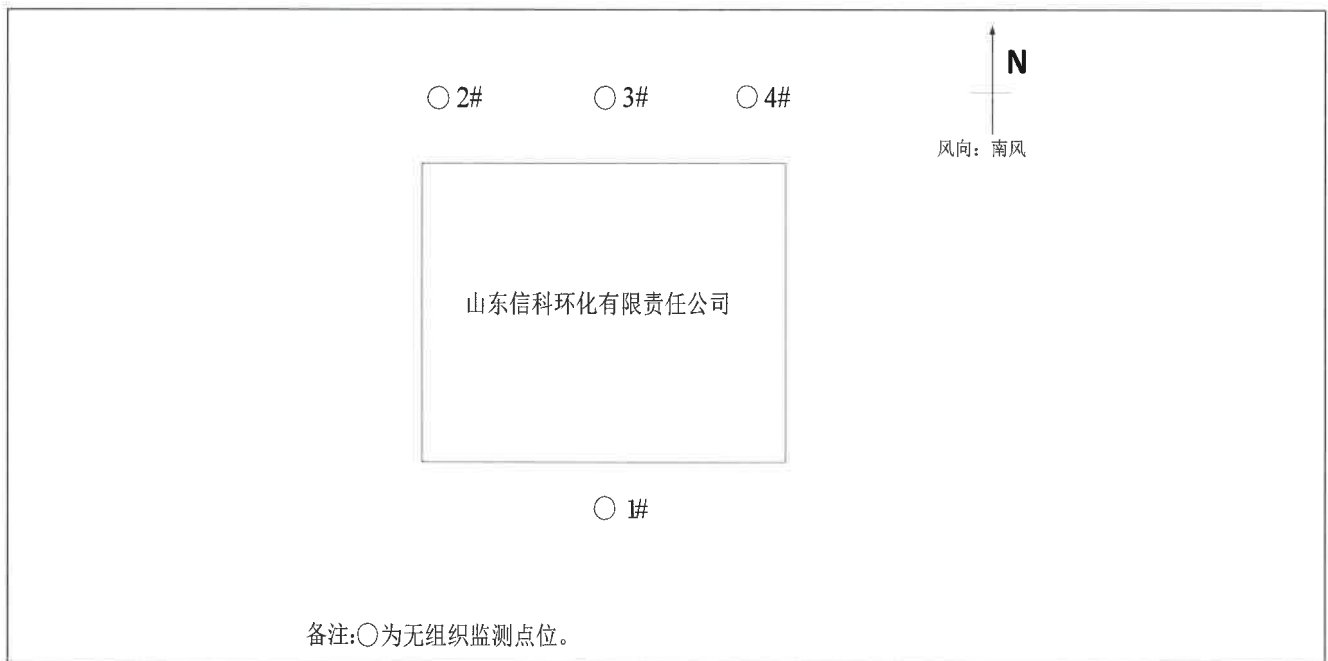 N
○2# ○3# ○4#
风向：南风
山东信科环化有限责任公司
○ 1#
备注:○为无组织监测点位。